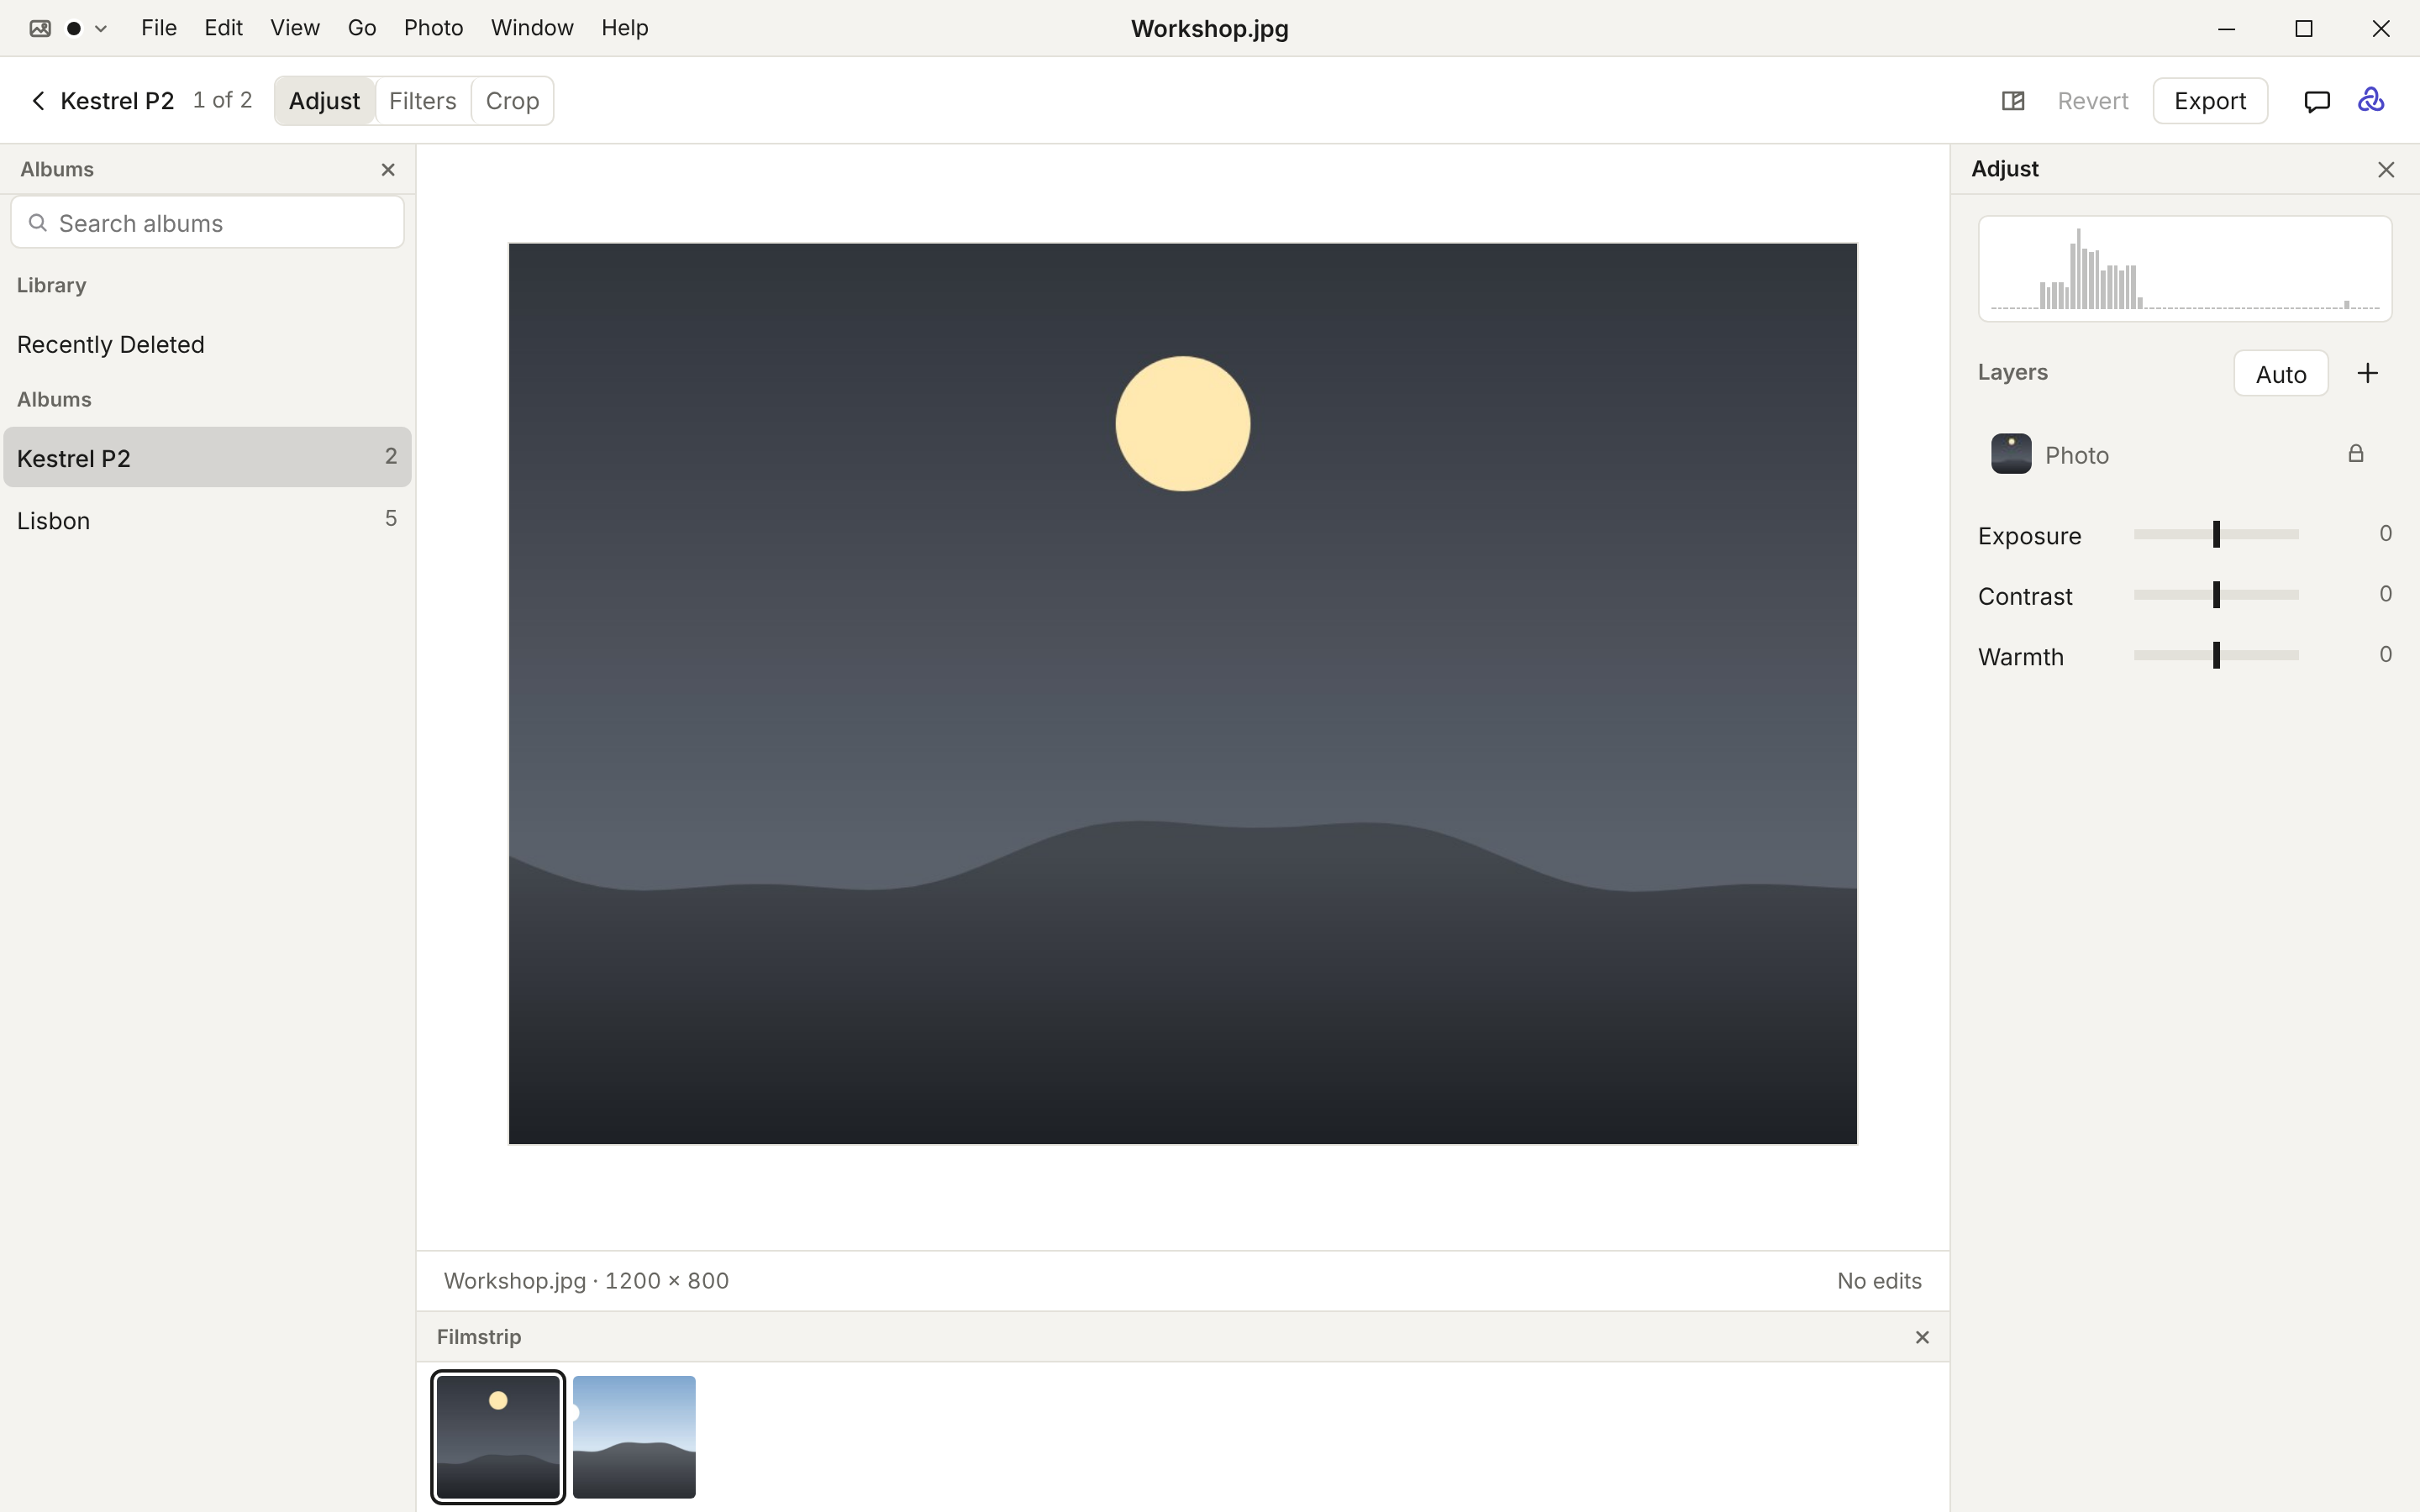 File Edit View Go Photo Window Help
Workshop.jpg
Kestrel P2 1 of 2
Adjust Filters Crop
Revert Export
Albums
Search albums
Library
Recently Deleted
Albums
Kestrel P2 2
Lisbon 5
Workshop.jpg · 1200 × 800
No edits
Filmstrip
Adjust
Layers Auto
Photo
Exposure 0
Contrast 0
Warmth 0